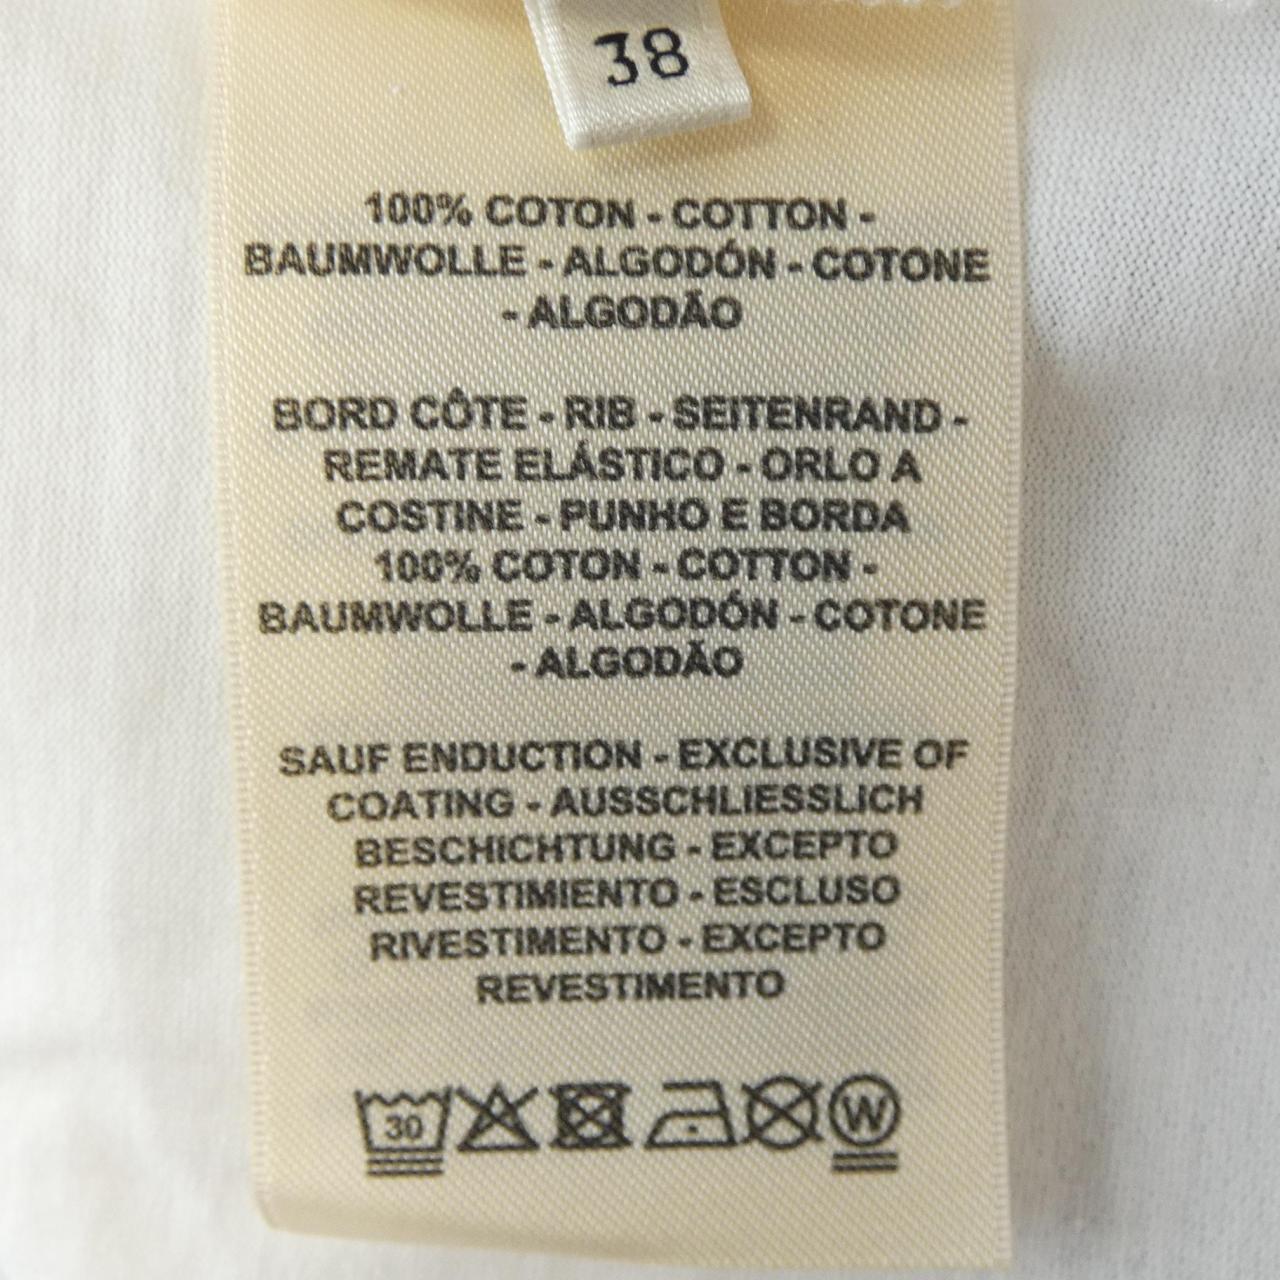 38
100% COTON - COTTON -
BAUMWOLLE - ALGODÓN - COTONE
- ALGODÃO
BORD CÔTE - RIB - SEITENRAND -
REMATE ELÁSTICO - ORLO A
COSTINE - PUNHO E BORDA
100% COTON - COTTON -
BAUMWOLLE - ALGODÓN - COTONE
- ALGODÃO
SAUF ENDUCTION - EXCLUSIVE OF
COATING - AUSSCHLIESSLICH
BESCHICHTUNG - EXCEPTO
REVESTIMIENTO - ESCLUSO
RIVESTIMENTO - EXCEPTO
REVESTIMENTO
30 W